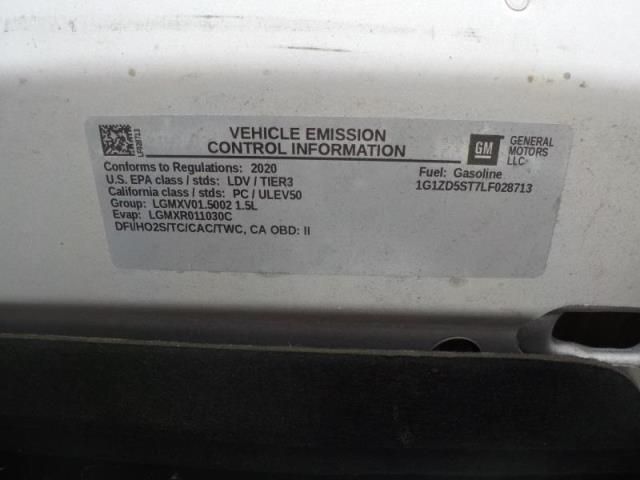 LF028713
VEHICLE EMISSION
CONTROL INFORMATION
GM
GENERAL
MOTORS
LLC
Conforms to Regulations: 2020
U.S. EPA class / stds: LDV / TIER3
California class / stds: PC / ULEV50
Group: LGMXV01.5002 1.5L
Evap: LGMXR011030C
DFI/HO2S/TC/CAC/TWC, CA OBD: II
Fuel: Gasoline
1G1ZD5ST7LF028713